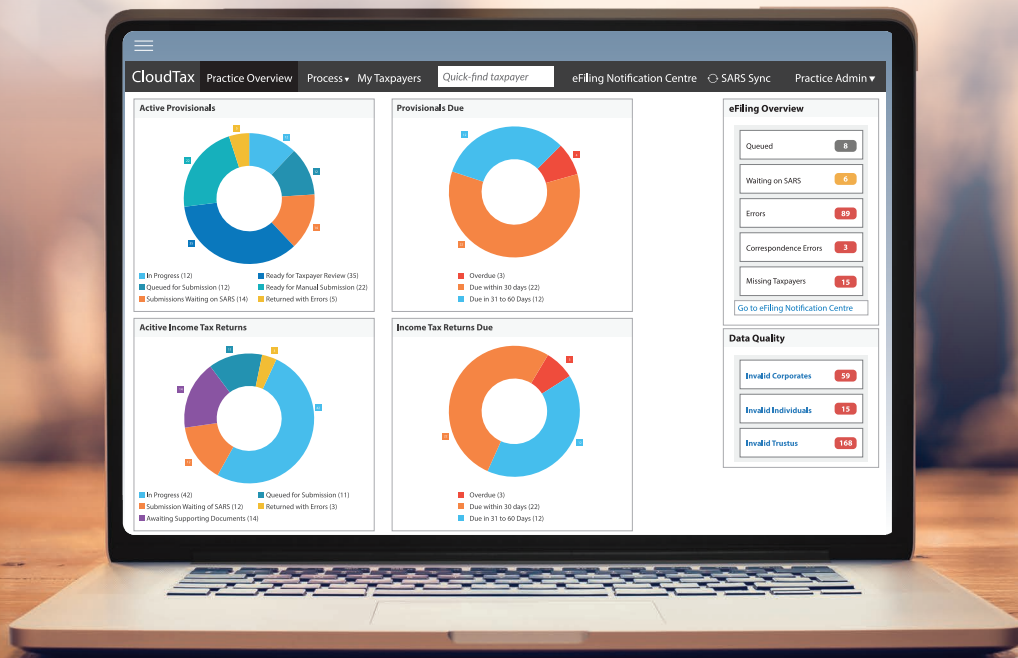 CloudTax Practice Overview Process My Taxpayers Quick-find taxpayer eFiling Notification Centre SARS Sync Practice Admin
Active Provisionals
In Progress (12)
Ready for Taxpayer Review (35)
Queued for Submission (12)
Ready for Manual Submission (22)
Submissions Waiting on SARS (14)
Returned with Errors (5)
Provisionals Due
Overdue (3)
Due within 30 days (22)
Due in 31 to 60 Days (12)
eFiling Overview
Queued 8
Waiting on SARS 6
Errors 89
Correspondence Errors 3
Missing Taxpayers 15
Go to eFiling Notification Centre
Acitive Income Tax Returns
In Progress (42)
Queued for Submission (11)
Submission Waiting of SARS (12)
Returned with Errors (3)
Awaiting Supporting Documents (14)
Income Tax Returns Due
Overdue (3)
Due within 30 days (22)
Due in 31 to 60 Days (12)
Data Quality
Invalid Corporates 59
Invalid Individuals 15
Invalid Trustus 168